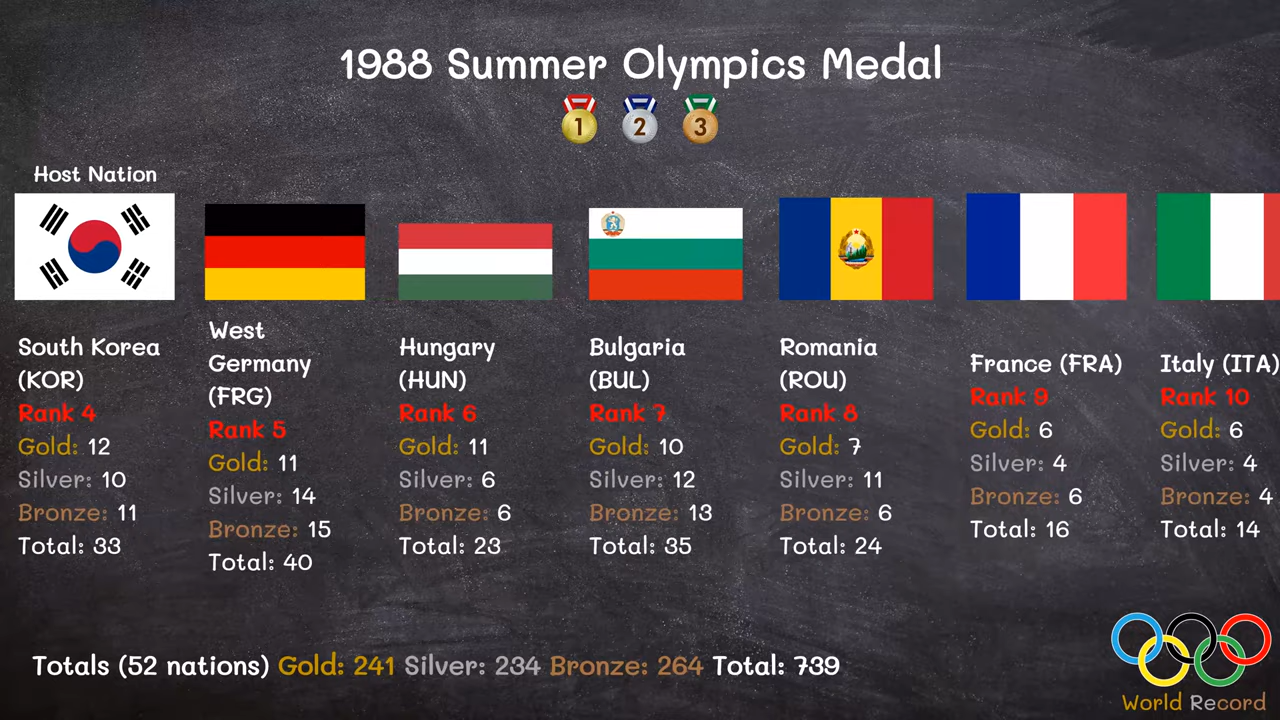 1988 Summer Olympics Medal
1 2 3
Host Nation
South Korea
(KOR)
Rank 4
Gold: 12
Silver: 10
Bronze: 11
Total: 33
West
Germany
(FRG)
Rank 5
Gold: 11
Silver: 14
Bronze: 15
Total: 40
Hungary
(HUN)
Rank 6
Gold: 11
Silver: 6
Bronze: 6
Total: 23
Bulgaria
(BUL)
Rank 7
Gold: 10
Silver: 12
Bronze: 13
Total: 35
Romania
(ROU)
Rank 8
Gold: 7
Silver: 11
Bronze: 6
Total: 24
France (FRA)
Rank 9
Gold: 6
Silver: 4
Bronze: 6
Total: 16
Italy (ITA)
Rank 10
Gold: 6
Silver: 4
Bronze: 4
Total: 14
Totals (52 nations) Gold: 241 Silver: 234 Bronze: 264 Total: 739
World Record